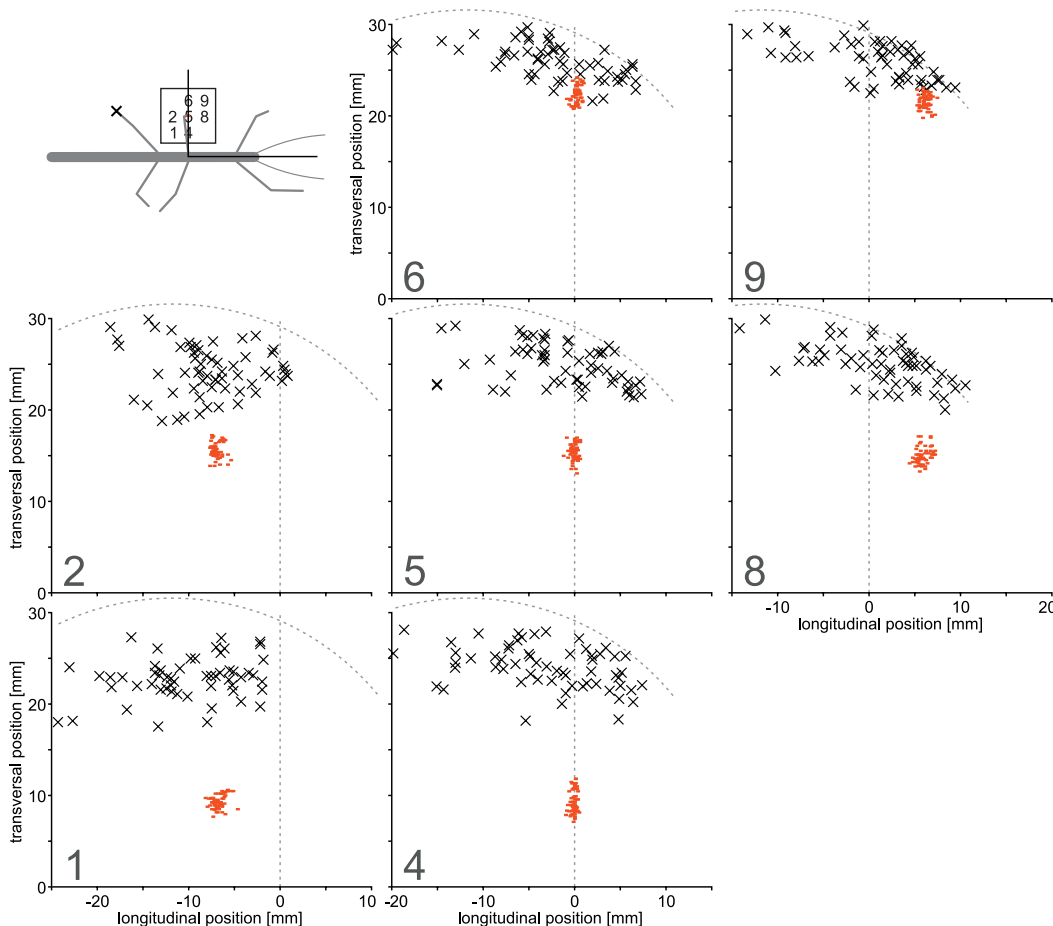 6 9
2 5 8
1 4
transversal position [mm]
30
20
10
0
6
9
transversal position [mm]
30
20
10
0
2
5
8
-10 0 10 20
longitudinal position [mm]
transversal position [mm]
30
20
10
0
1
4
-20 -10 0 10
longitudinal position [mm]
-20 -10 0 10
longitudinal position [mm]